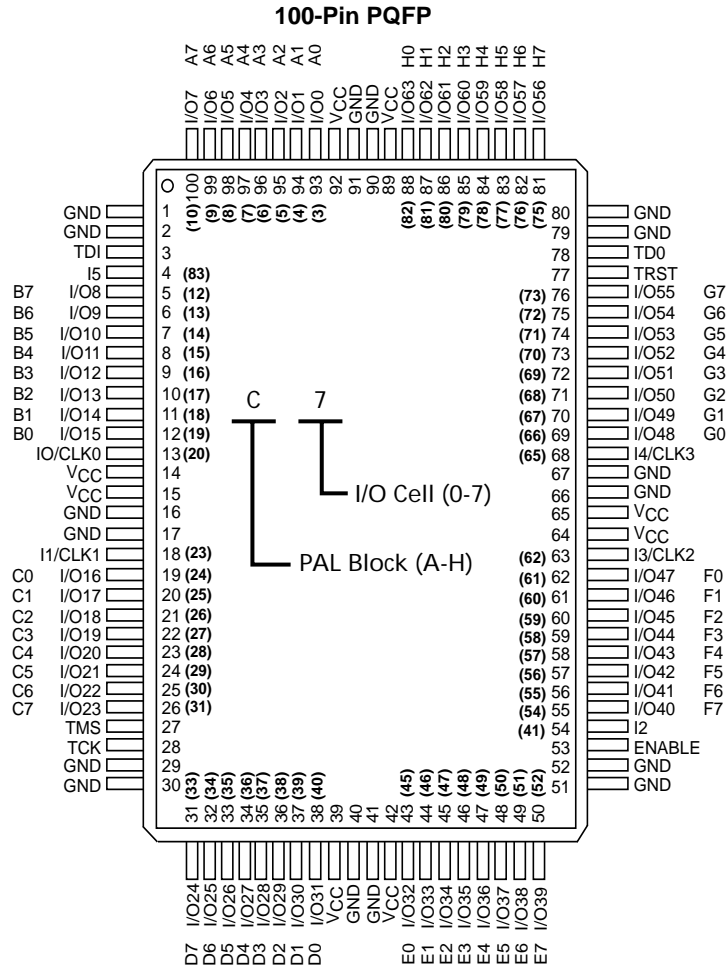 100-Pin PQFP
A7 A6 A5 A4 A3 A2 A1 A0 H0 H1 H2 H3 H4 H5 H6 H7
I/O7 I/O6 I/O5 I/O4 I/O3 I/O2 I/O1 I/O0 VCC GND GND VCC I/O63 I/O62 I/O61 I/O60 I/O59 I/O58 I/O57 I/O56
100 99 98 97 96 95 94 93 92 91 90 89 88 87 86 85 84 83 82 81
(10) (9) (8) (7) (6) (5) (4) (3) (82) (81) (80) (79) (78) (77) (76) (75)
GND 1 80 GND
GND 2 79 GND
TDI 3 78 TD0
I5 4 (83) 77 TRST
B7 I/O8 5 (12) (73) 76 I/O55 G7
B6 I/O9 6 (13) (72) 75 I/O54 G6
B5 I/O10 7 (14) (71) 74 I/O53 G5
B4 I/O11 8 (15) (70) 73 I/O52 G4
B3 I/O12 9 (16) (69) 72 I/O51 G3
B2 I/O13 10 (17) C 7 (68) 71 I/O50 G2
B1 I/O14 11 (18) (67) 70 I/O49 G1
B0 I/O15 12 (19) (66) 69 I/O48 G0
IO/CLK0 13 (20) (65) 68 I4/CLK3
VCC 14 67 GND
VCC 15 I/O Cell (0-7) 66 GND
GND 16 65 VCC
GND 17 64 VCC
I1/CLK1 18 (23) PAL Block (A-H) (62) 63 I3/CLK2
C0 I/O16 19 (24) (61) 62 I/O47 F0
C1 I/O17 20 (25) (60) 61 I/O46 F1
C2 I/O18 21 (26) (59) 60 I/O45 F2
C3 I/O19 22 (27) (58) 59 I/O44 F3
C4 I/O20 23 (28) (57) 58 I/O43 F4
C5 I/O21 24 (29) (56) 57 I/O42 F5
C6 I/O22 25 (30) (55) 56 I/O41 F6
C7 I/O23 26 (31) (54) 55 I/O40 F7
TMS 27 (41) 54 I2
TCK 28 53 ENABLE
GND 29 52 GND
GND 30 51 GND
(33) (34) (35) (36) (37) (38) (39) (40) (45) (46) (47) (48) (49) (50) (51) (52)
31 32 33 34 35 36 37 38 39 40 41 42 43 44 45 46 47 48 49 50
I/O24 I/O25 I/O26 I/O27 I/O28 I/O29 I/O30 I/O31 VCC GND GND VCC I/O32 I/O33 I/O34 I/O35 I/O36 I/O37 I/O38 I/O39
D7 D6 D5 D4 D3 D2 D1 D0 E0 E1 E2 E3 E4 E5 E6 E7